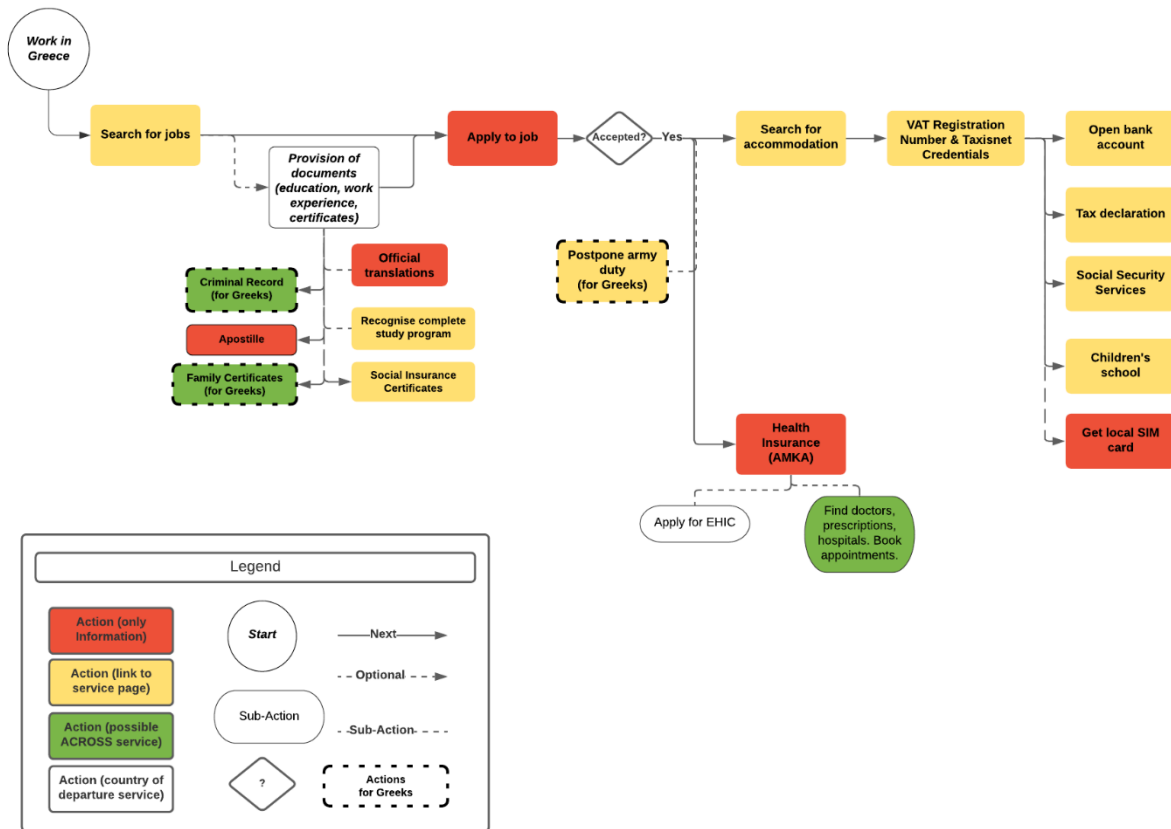 Work in
Greece
Search for jobs
Provision of
documents
(education, work
experience,
certificates)
Apply to job
Accepted?
Yes
Search for
accommodation
VAT Registration
Number & Taxisnet
Credentials
Open bank
account
Tax declaration
Social Security
Services
Children's
school
Get local SIM
card
Official
translations
Criminal Record
(for Greeks)
Recognise complete
study program
Apostille
Family Certificates
(for Greeks)
Social Insurance
Certificates
Postpone army
duty
(for Greeks)
Health
Insurance
(AMKA)
Apply for EHIC
Find doctors,
prescriptions,
hospitals. Book
appointments.
Legend
Action (only
Information)
Action (link to
service page)
Action (possible
ACROSS service)
Action (country of
departure service)
Start
Sub-Action
?
Next
Optional
Sub-Action
Actions
for Greeks